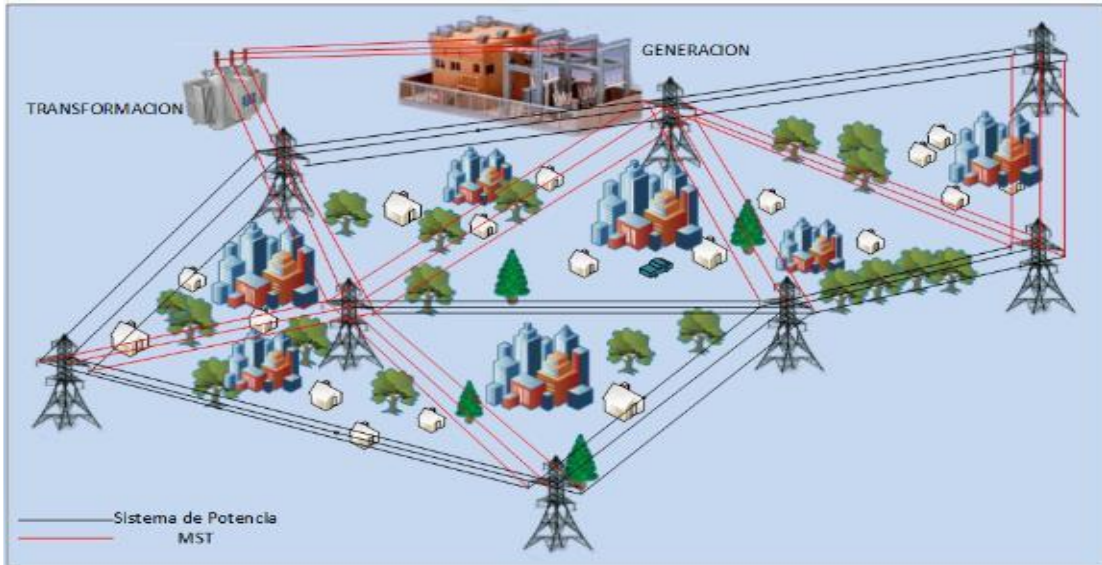 GENERACION
TRANSFORMACION
Sistema de Potencia
MST